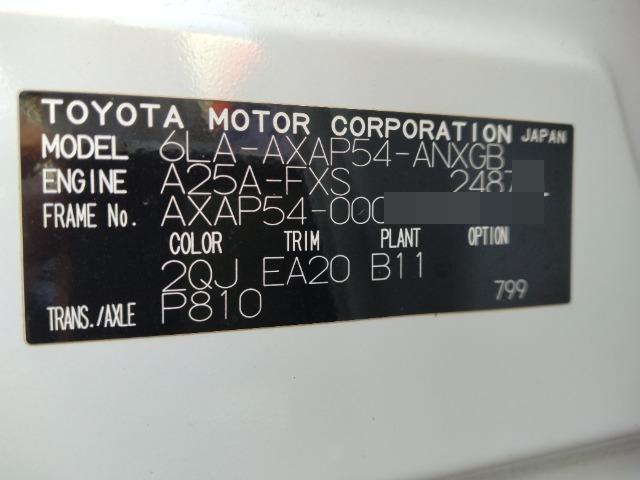 TOYOTA MOTOR CORPORATION JAPAN
MODEL 6LA-AXAP54-ANXGB
ENGINE A25A-FXS 2487
FRAME No. AXAP54-000
COLOR TRIM PLANT OPTION
2QJ EA20 B11
TRANS./AXLE P810 799